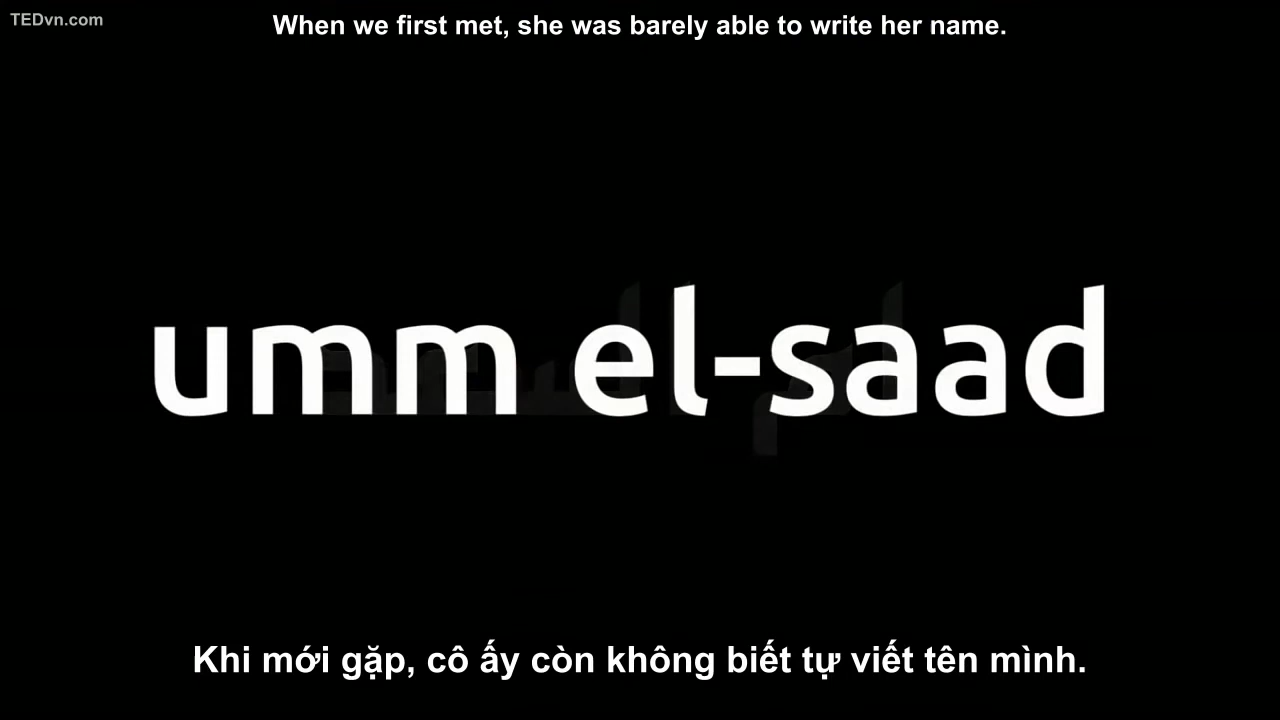 TEDvn.com
When we first met, she was barely able to write her name.
umm el-saad
Khi mới gặp, cô ấy còn không biết tự viết tên mình.